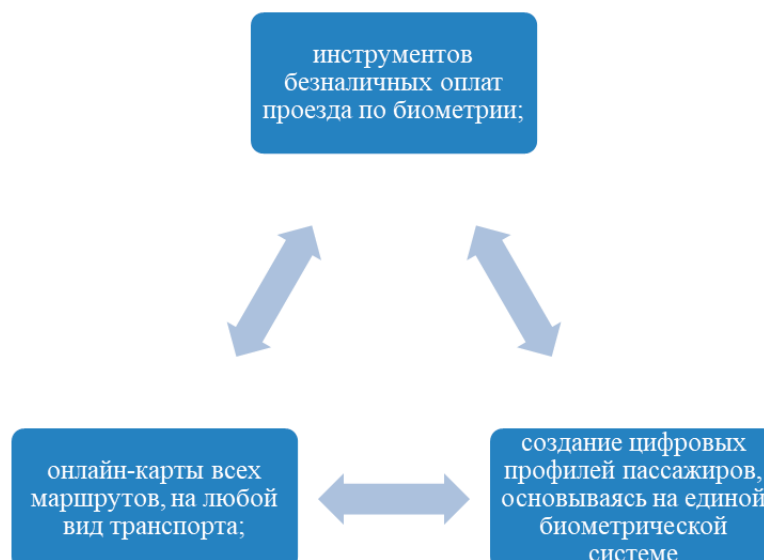 инструментов
безналичных оплат
проезда по биометрии;
онлайн-карты всех
маршрутов, на любой
вид транспорта;
создание цифровых
профилей пассажиров,
основываясь на единой
биометрической
системе